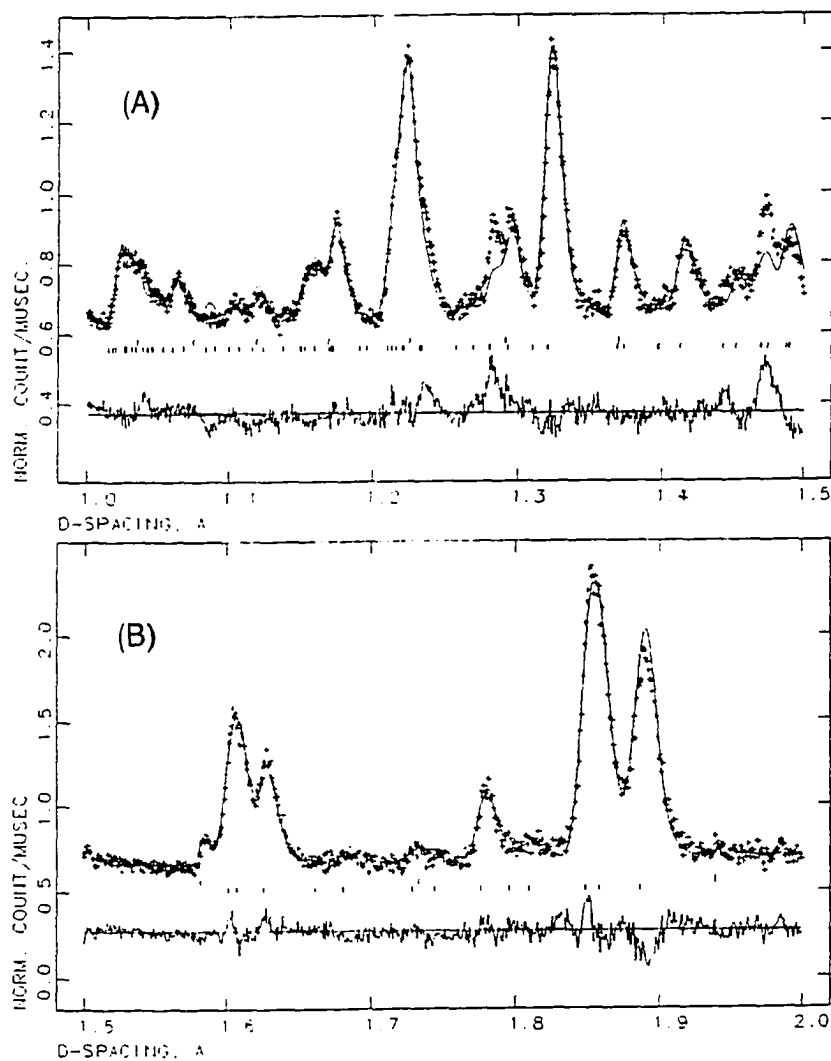 (A)
NORM. COUNT/MUSEC.
0.4 0.6 0.8 1.0 1.2 1.4
1.0 1.1 1.2 1.3 1.4 1.5
D-SPACING, A
(B)
NORM. COUNT/MUSEC
0.0 0.5 1.0 1.5 2.0
1.5 1.6 1.7 1.8 1.9 2.0
D-SPACING, A